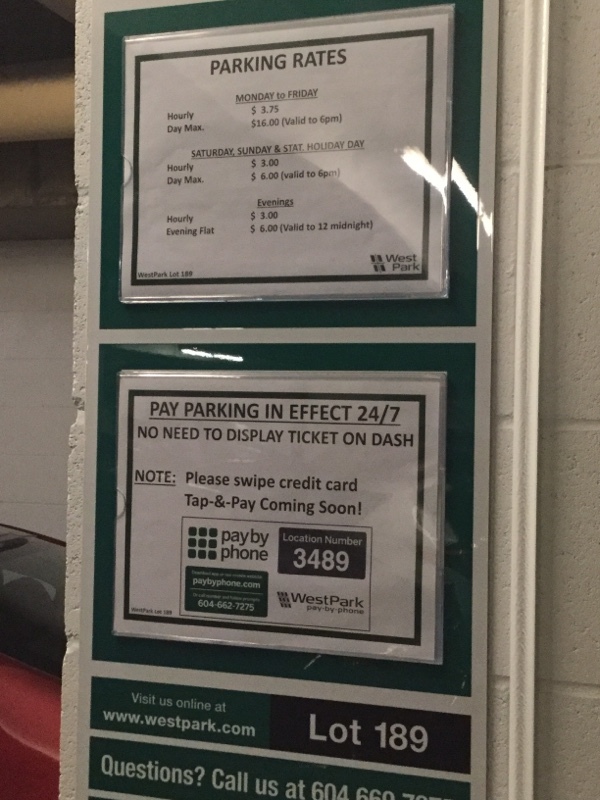 PARKING RATES
MONDAY to FRIDAY
Hourly $ 3.75
Day Max. $16.00 (Valid to 6pm)
SATURDAY, SUNDAY & STAT. HOLIDAY DAY
Hourly $ 3.00
Day Max. $ 6.00 (valid to 6pm)
Evenings
Hourly $ 3.00
Evening Flat $ 6.00 (Valid to 12 midnight)
West
Park
WestPark Lot 189
PAY PARKING IN EFFECT 24/7
NO NEED TO DISPLAY TICKET ON DASH
NOTE: Please swipe credit card
Tap-&-Pay Coming Soon!
pay by
phone
Location Number
3489
paybyphone.com
604-662-7275
WestPark
pay-by-phone
WestPark Lot 189
Visit us online at
www.westpark.com
Lot 189
Questions? Call us at 604